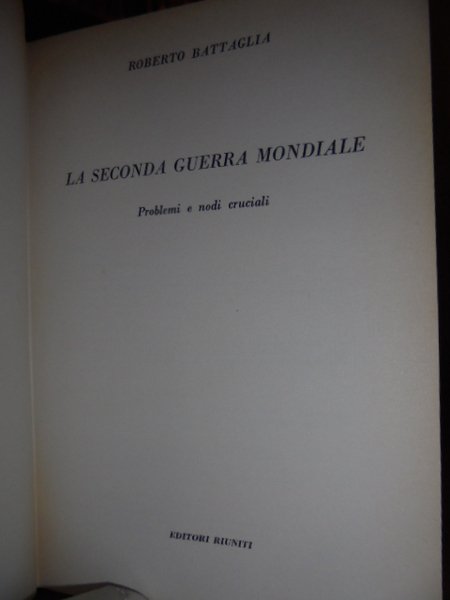 ROBERTO BATTAGLIA
LA SECONDA GUERRA MONDIALE
Problemi e nodi cruciali
EDITORI RIUNITI